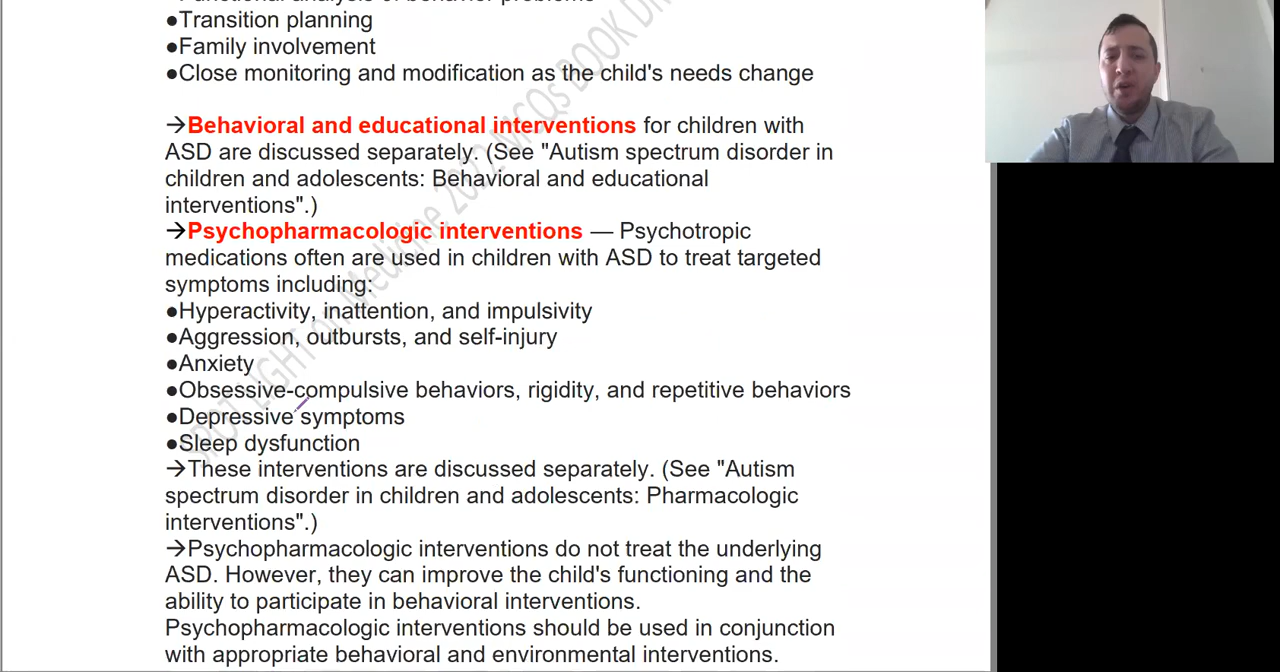 ●Transition planning
●Family involvement
●Close monitoring and modification as the child's needs change
→Behavioral and educational interventions for children with
ASD are discussed separately. (See "Autism spectrum disorder in
children and adolescents: Behavioral and educational
interventions".)
→Psychopharmacologic interventions — Psychotropic
medications often are used in children with ASD to treat targeted
symptoms including:
●Hyperactivity, inattention, and impulsivity
●Aggression, outbursts, and self-injury
●Anxiety
●Obsessive-compulsive behaviors, rigidity, and repetitive behaviors
●Depressive symptoms
●Sleep dysfunction
→These interventions are discussed separately. (See "Autism
spectrum disorder in children and adolescents: Pharmacologic
interventions".)
→Psychopharmacologic interventions do not treat the underlying
ASD. However, they can improve the child's functioning and the
ability to participate in behavioral interventions.
Psychopharmacologic interventions should be used in conjunction
with appropriate behavioral and environmental interventions.
LIGHT on Medicine 2022 MCQs BOOK